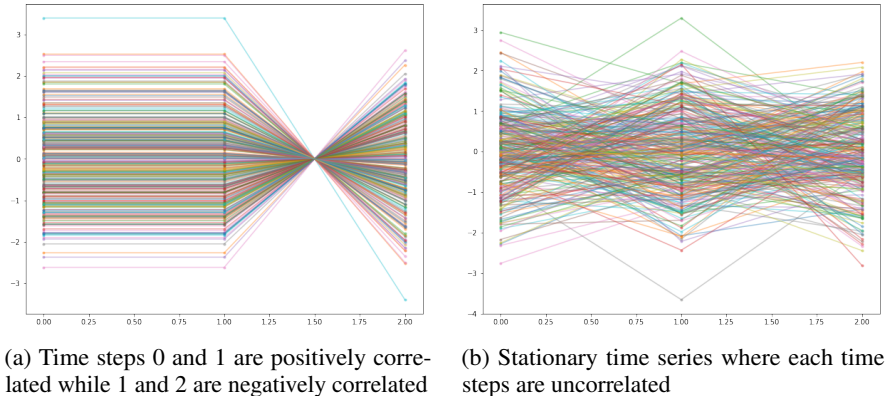 3
2
1
0
−1
−2
−3
0.00 0.25 0.50 0.75 1.00 1.25 1.50 1.75 2.00
3
2
1
0
−1
−2
−3
−4
0.00 0.25 0.50 0.75 1.00 1.25 1.50 1.75 2.00
(a) Time steps 0 and 1 are positively corre-
lated while 1 and 2 are negatively correlated
(b) Stationary time series where each time
steps are uncorrelated